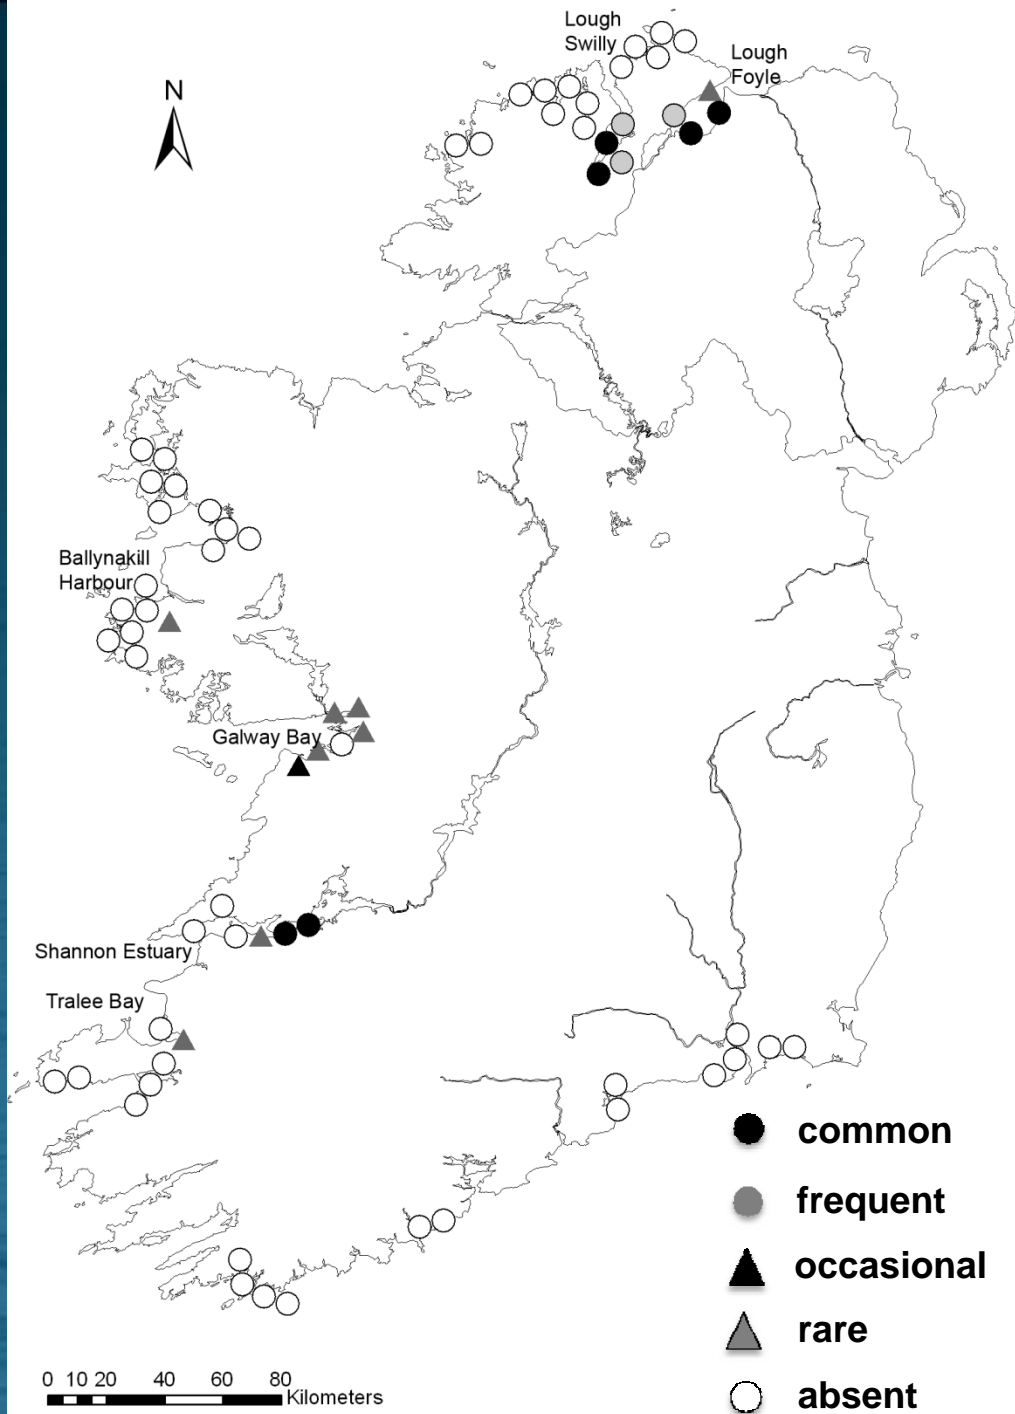 Lough
Swilly
Lough
Foyle
N
Ballynakill
Harbour
Galway Bay
Shannon Estuary
Tralee Bay
common
frequent
occasional
rare
absent
0 10 20 40 60 80
Kilometers